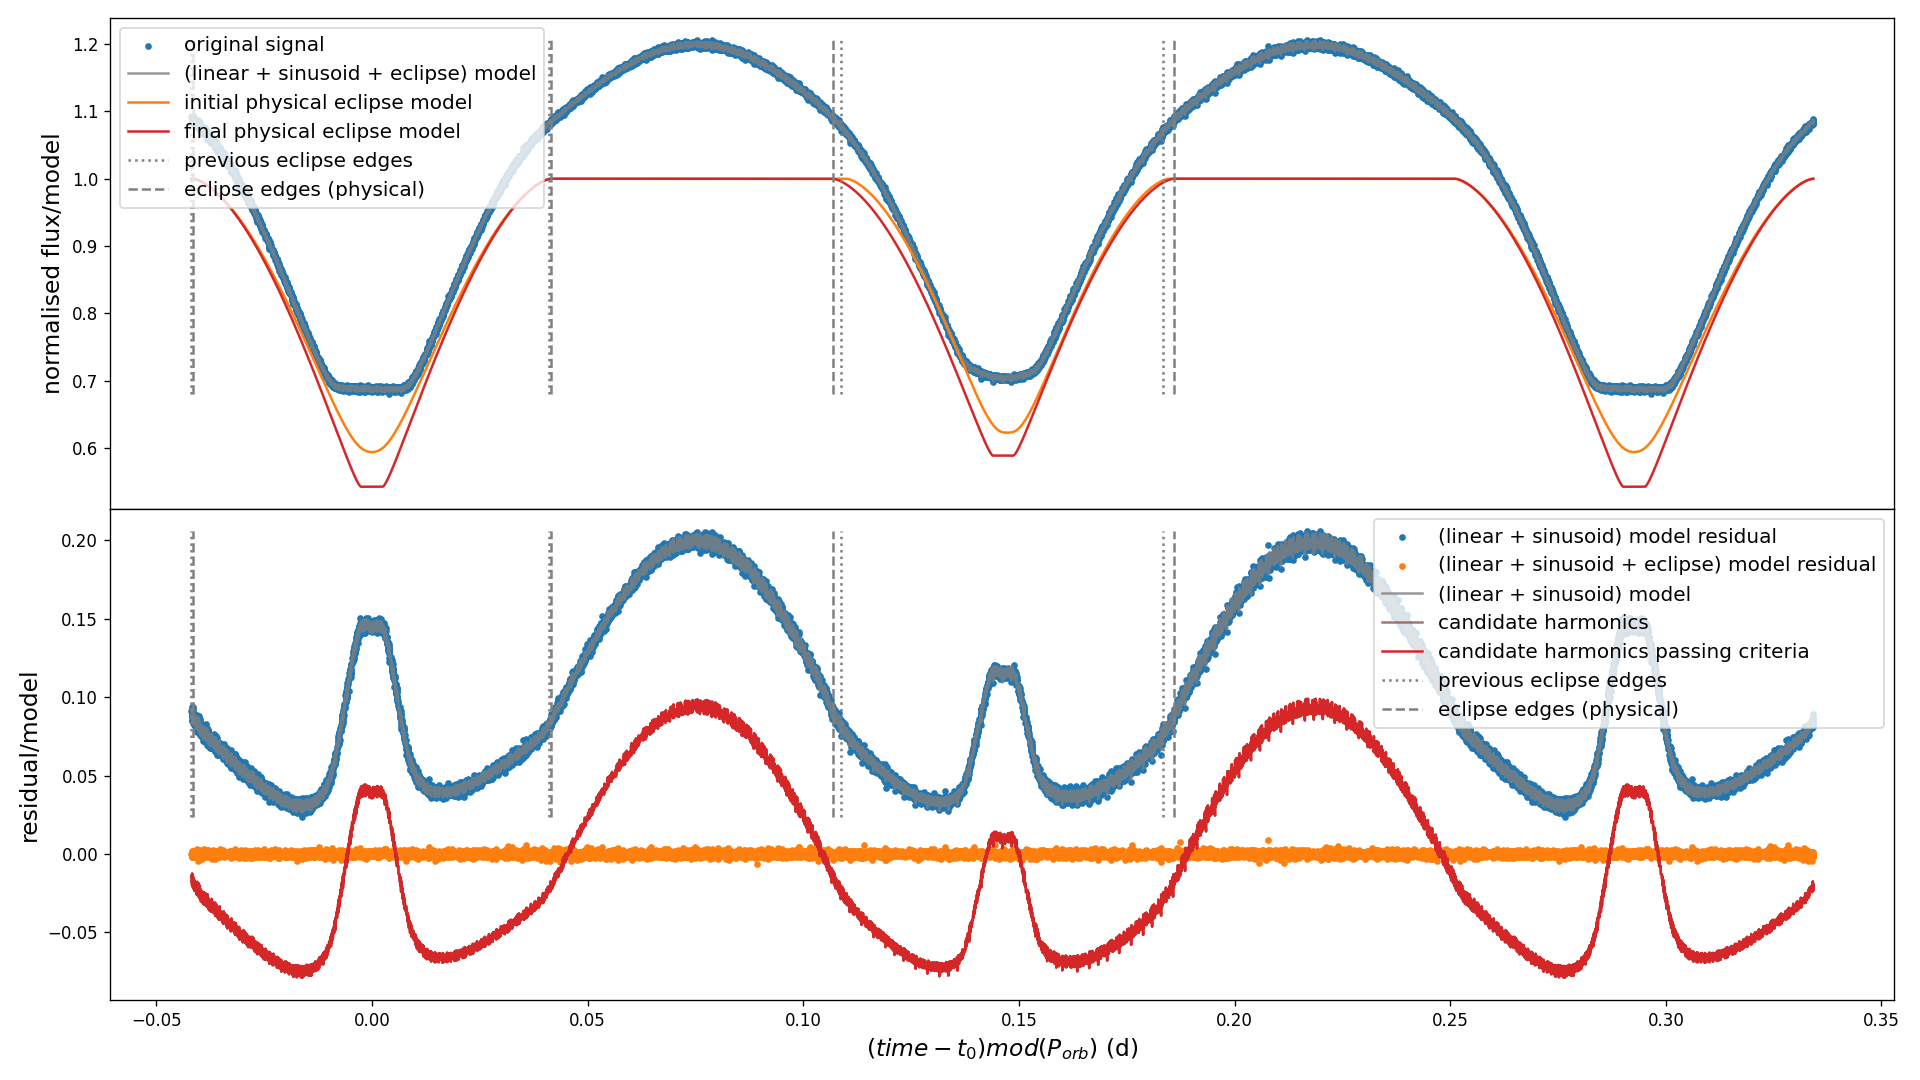 original signal
(linear + sinusoid + eclipse) model
initial physical eclipse model
final physical eclipse model
previous eclipse edges
eclipse edges (physical)
normalised flux/model
1.2
1.1
1.0
0.9
0.8
0.7
0.6
(linear + sinusoid) model residual
(linear + sinusoid + eclipse) model residual
(linear + sinusoid) model
candidate harmonics
candidate harmonics passing criteria
previous eclipse edges
eclipse edges (physical)
residual/model
0.20
0.15
0.10
0.05
0.00
−0.05
−0.05 0.00 0.05 0.10 0.15 0.20 0.25 0.30 0.35
(time − t₀)mod(Pₒᵣb) (d)